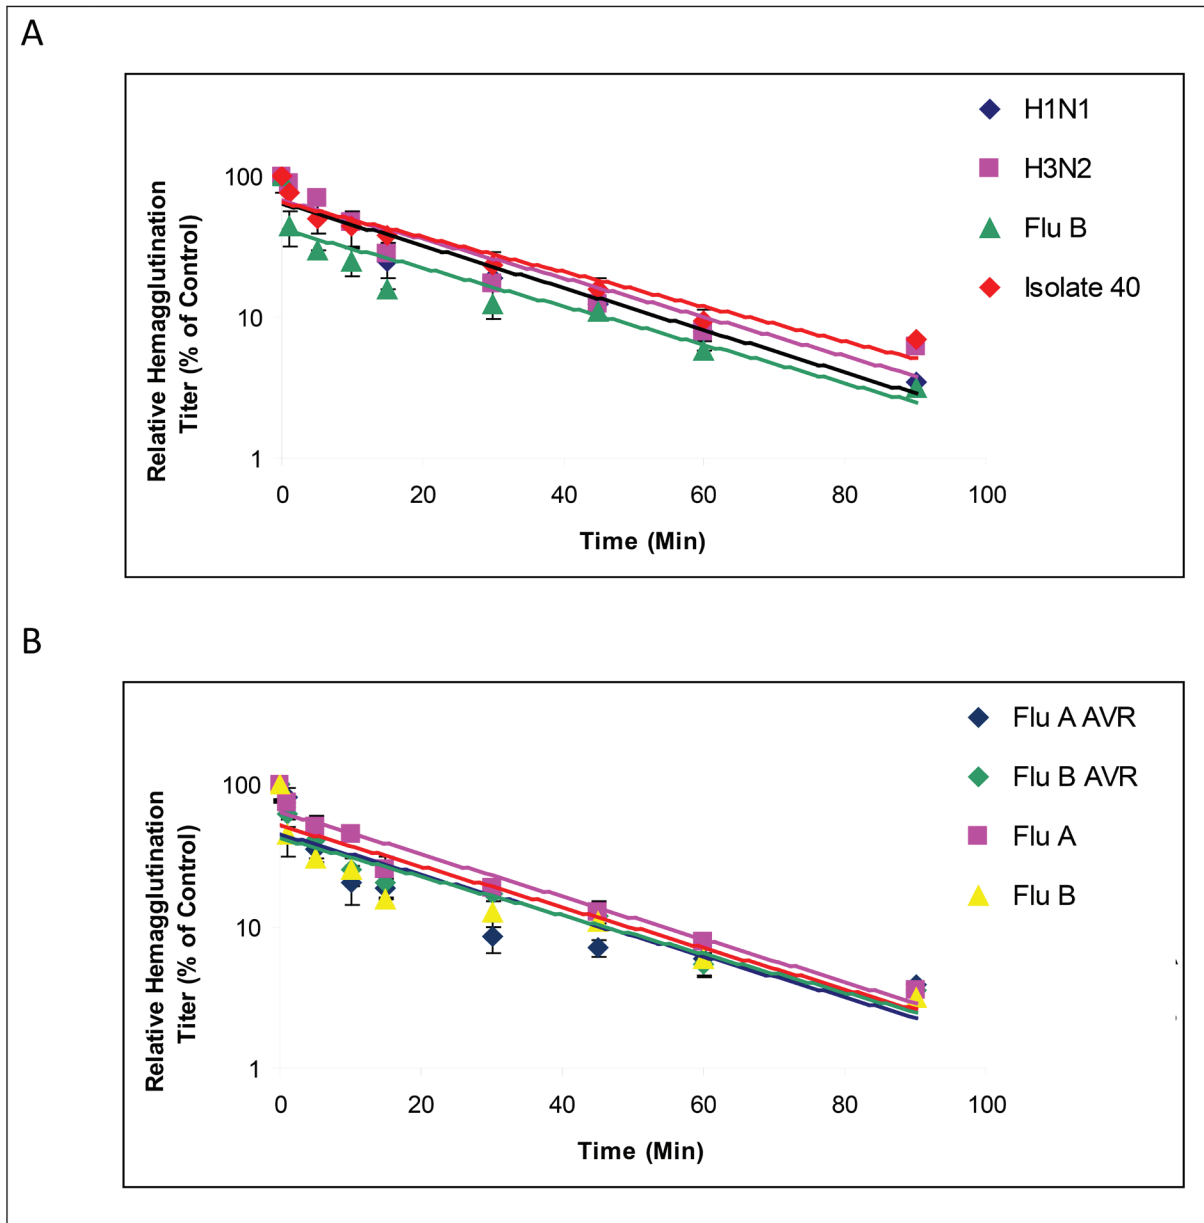 A
H1N1
H3N2
Flu B
Isolate 40
Relative Hemagglutination
Titer (% of Control)
100
10
1
0 20 40 60 80 100
Time (Min)
B
Flu A AVR
Flu B AVR
Flu A
Flu B
Relative Hemagglutination
Titer (% of Control)
100
10
1
0 20 40 60 80 100
Time (Min)